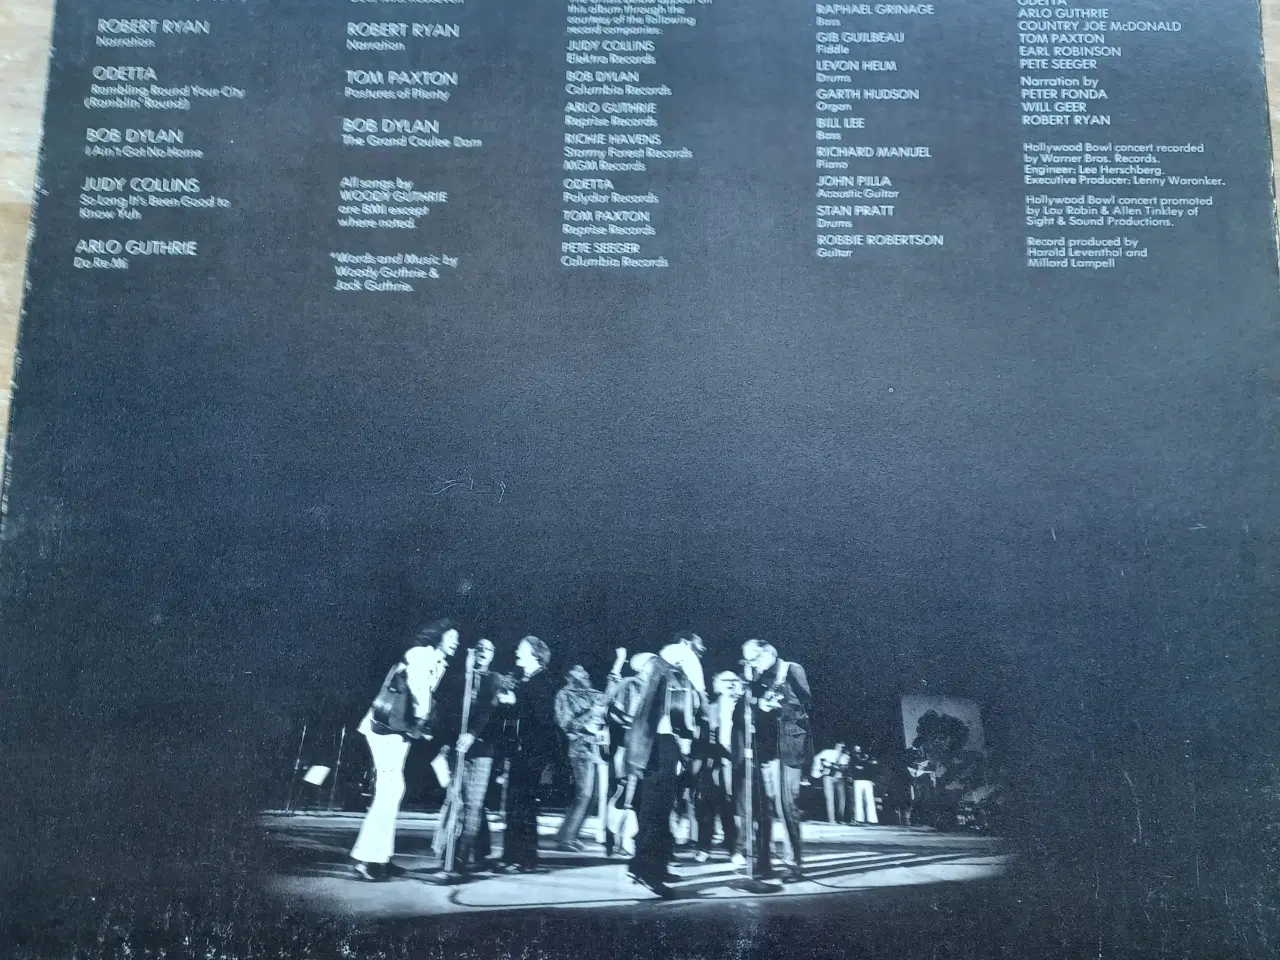 ROBERT RYAN
Narration
ODETTA
Rambling Round Your City
(Ramblin' Round)
BOB DYLAN
I Ain't Got No Home
JUDY COLLINS
So Long It's Been Good to
Know Yuh
ARLO GUTHRIE
Do Re Mi
ROBERT RYAN
Narration
TOM PAXTON
Pastures of Plenty
BOB DYLAN
The Grand Coulee Dam
All songs by
WOODY GUTHRIE
are BMI except
where noted.
*Words and Music by
Woody Guthrie &
Jack Guthrie.
this album through the
courtesy of the following
record companies:
JUDY COLLINS
Elektra Records
BOB DYLAN
Columbia Records
ARLO GUTHRIE
Reprise Records
RICHIE HAVENS
Stormy Forest Records
MGM Records
ODETTA
Polydor Records
TOM PAXTON
Reprise Records
PETE SEEGER
Columbia Records
RAPHAEL GRINAGE
Bass
GIB GUILBEAU
Fiddle
LEVON HELM
Drums
GARTH HUDSON
Organ
BILL LEE
Bass
RICHARD MANUEL
Piano
JOHN PILLA
Acoustic Guitar
STAN PRATT
Drums
ROBBIE ROBERTSON
Guitar
ODETTA
ARLO GUTHRIE
COUNTRY JOE McDONALD
TOM PAXTON
EARL ROBINSON
PETE SEEGER
Narration by
PETER FONDA
WILL GEER
ROBERT RYAN
Hollywood Bowl concert recorded
by Warner Bros. Records.
Engineer: Lee Herschberg.
Executive Producer: Lenny Waronker.
Hollywood Bowl concert promoted
by Lou Robin & Allen Tinkley of
Sight & Sound Productions.
Record produced by
Harold Leventhal and
Millard Lampell